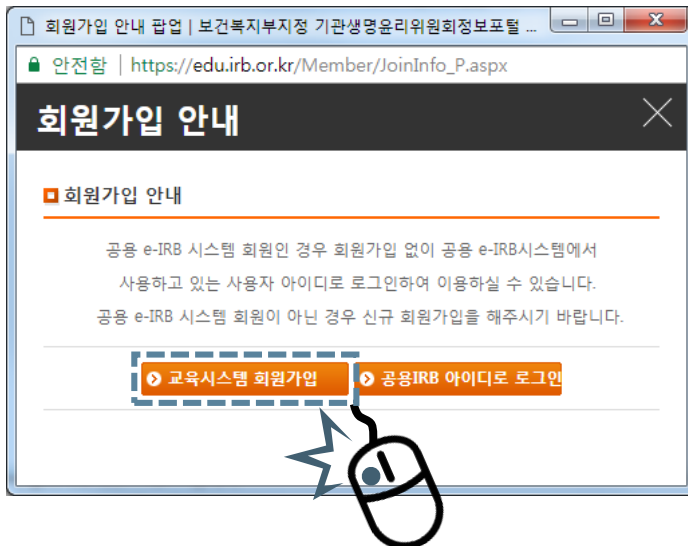 회원가입 안내 팝업 | 보건복지부지정 기관생명윤리위원회정보포털 ...
안전함 | https://edu.irb.or.kr/Member/JoinInfo_P.aspx
회원가입 안내
회원가입 안내
공용 e-IRB 시스템 회원인 경우 회원가입 없이 공용 e-IRB시스템에서
사용하고 있는 사용자 아이디로 로그인하여 이용하실 수 있습니다.
공용 e-IRB 시스템 회원이 아닌 경우 신규 회원가입을 해주시기 바랍니다.
교육시스템 회원가입 공용IRB 아이디로 로그인